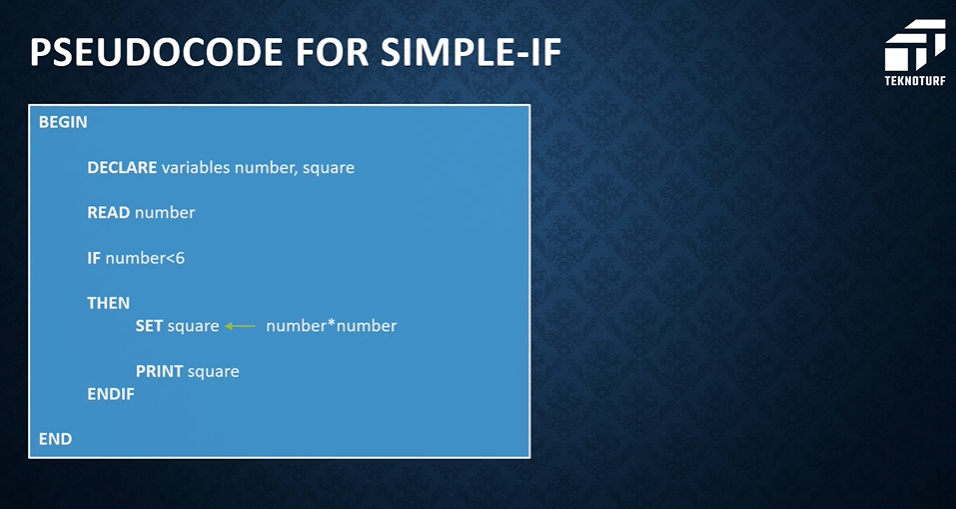 PSEUDOCODE FOR SIMPLE-IF
TEKNOTURF
BEGIN
DECLARE variables number, square
READ number
IF number<6
THEN
SET square ← number*number
PRINT square
ENDIF
END